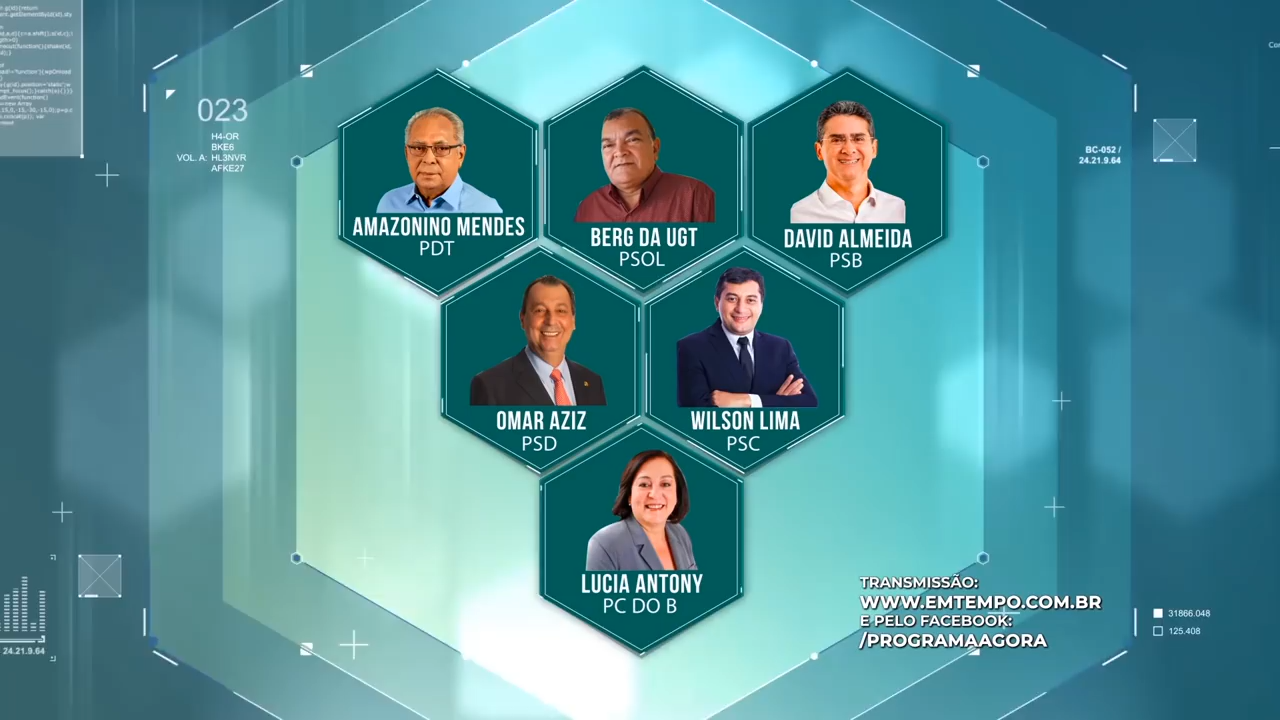 023
H4-OR
BKE6
VOL. A: HL3NVR
AFKE27
BC-052 /
24.21.9.64
AMAZONINO MENDES
PDT
BERG DA UGT
PSOL
DAVID ALMEIDA
PSB
OMAR AZIZ
PSD
WILSON LIMA
PSC
LUCIA ANTONY
PC DO B
TRANSMISSÃO:
WWW.EMTEMPO.COM.BR
E PELO FACEBOOK:
/PROGRAMAAGORA
31866.048
125.408
24.21.9.64